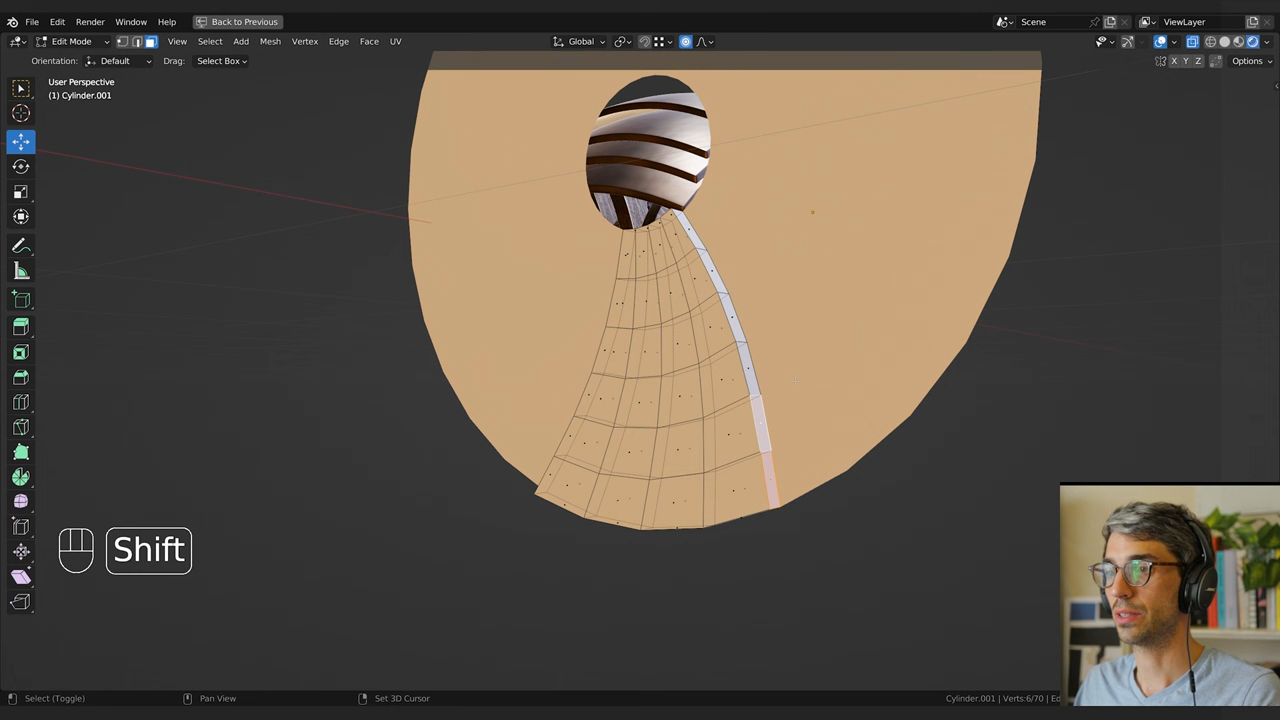 File Edit Render Window Help Back to Previous Scene ViewLayer
Edit Mode View Select Add Mesh Vertex Edge Face UV Global
Orientation: Default Drag: Select Box X Y Z Options
User Perspective
(1) Cylinder.001
Shift
Select (Toggle) Pan View Set 3D Cursor Cylinder.001 | Verts:6/70 | Ed